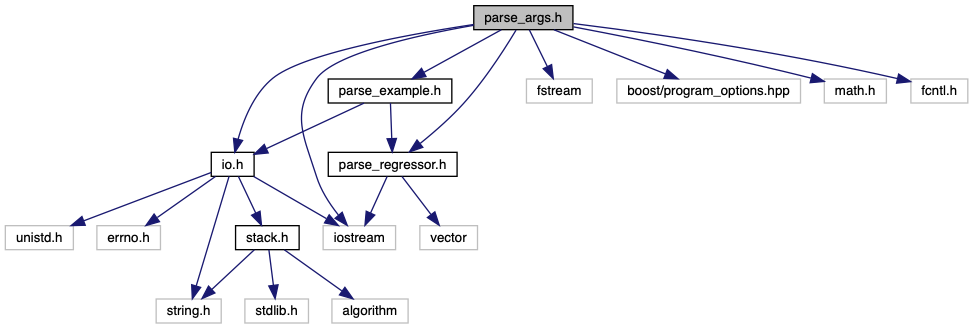 parse_args.h
parse_example.h
fstream
boost/program_options.hpp
math.h
fcntl.h
io.h
parse_regressor.h
unistd.h
errno.h
stack.h
iostream
vector
string.h
stdlib.h
algorithm